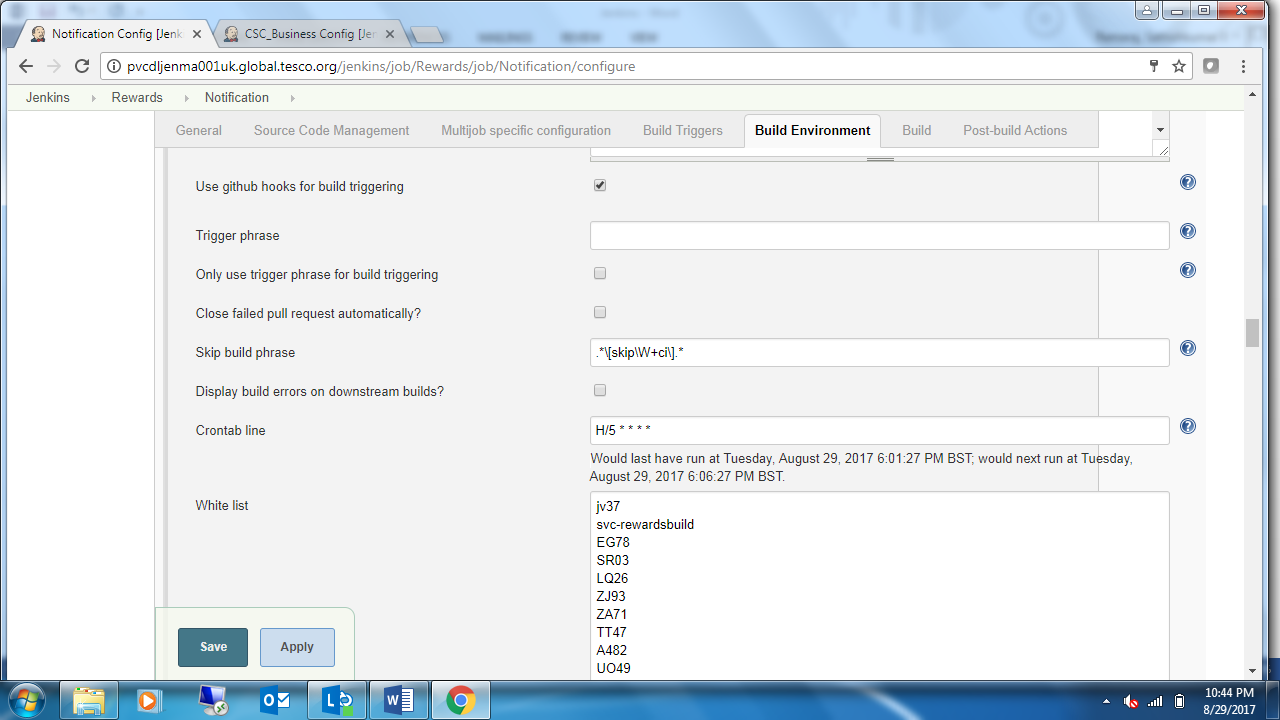 Notification Config [Jenk
CSC_Business Config [Jer
pvcdljenma001uk.global.tesco.org/jenkins/job/Rewards/job/Notification/configure
Jenkins
Rewards
Notification
General
Source Code Management
Multijob specific configuration
Build Triggers
Build Environment
Build
Post-build Actions
Use github hooks for build triggering
Trigger phrase
Only use trigger phrase for build triggering
Close failed pull request automatically?
Skip build phrase
.*\[skip\W+ci\].*
Display build errors on downstream builds?
Crontab line
H/5 * * * *
Would last have run at Tuesday, August 29, 2017 6:01:27 PM BST; would next run at Tuesday,
August 29, 2017 6:06:27 PM BST.
White list
jv37
svc-rewardsbuild
EG78
SR03
LQ26
ZJ93
ZA71
TT47
A482
UO49
Save
Apply
10:44 PM
8/29/2017